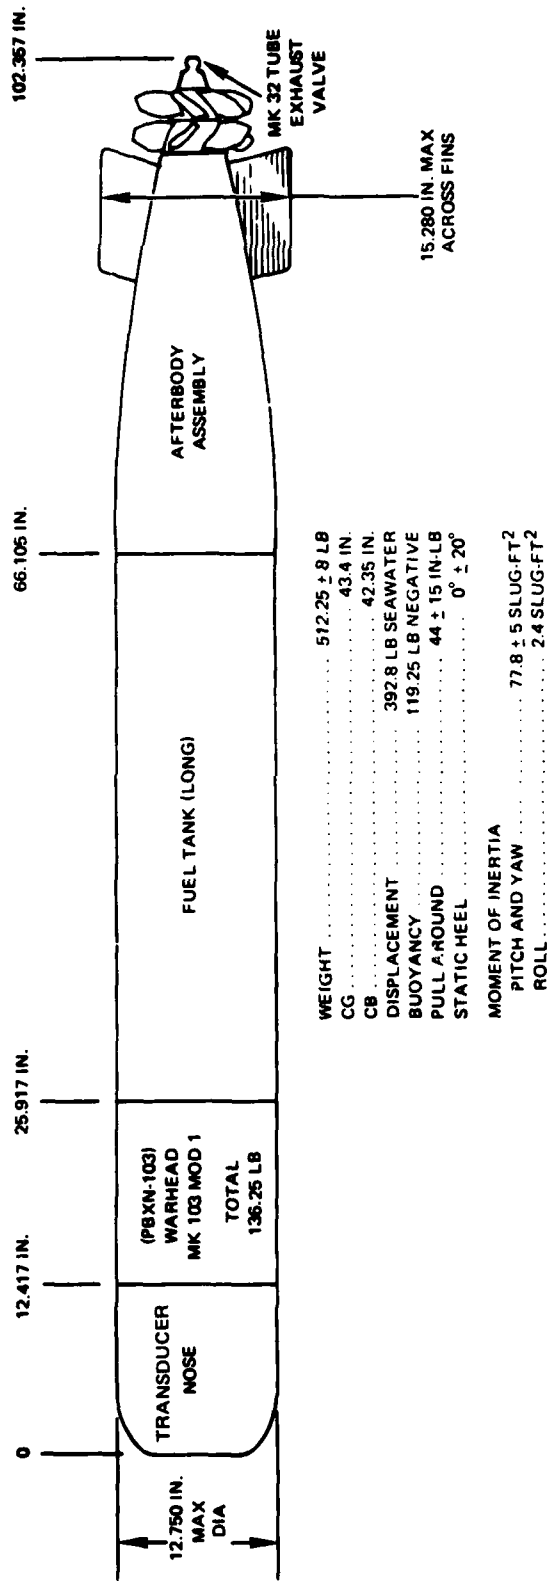 0
12.417 IN.
25.917 IN.
66.105 IN.
102.357 IN.
12.750 IN.
MAX
DIA
TRANSDUCER
NOSE
(PBXN-103)
WARHEAD
MK 103 MOD 1
TOTAL
136.25 LB
FUEL TANK (LONG)
AFTERBODY
ASSEMBLY
MK 32 TUBE
EXHAUST
VALVE
15.280 IN. MAX
ACROSS FINS
WEIGHT ........ 512.25 ± 8 LB
CG ........ 43.4 IN.
CB ........ 42.35 IN.
DISPLACEMENT ........ 392.8 LB SEAWATER
BUOYANCY ........ 119.25 LB NEGATIVE
PULL AROUND ........ 44 ± 15 IN-LB
STATIC HEEL ........ 0° ± 20°
MOMENT OF INERTIA
PITCH AND YAW ........ 77.8 ± 5 SLUG-FT²
ROLL ........ 2.4 SLUG-FT²